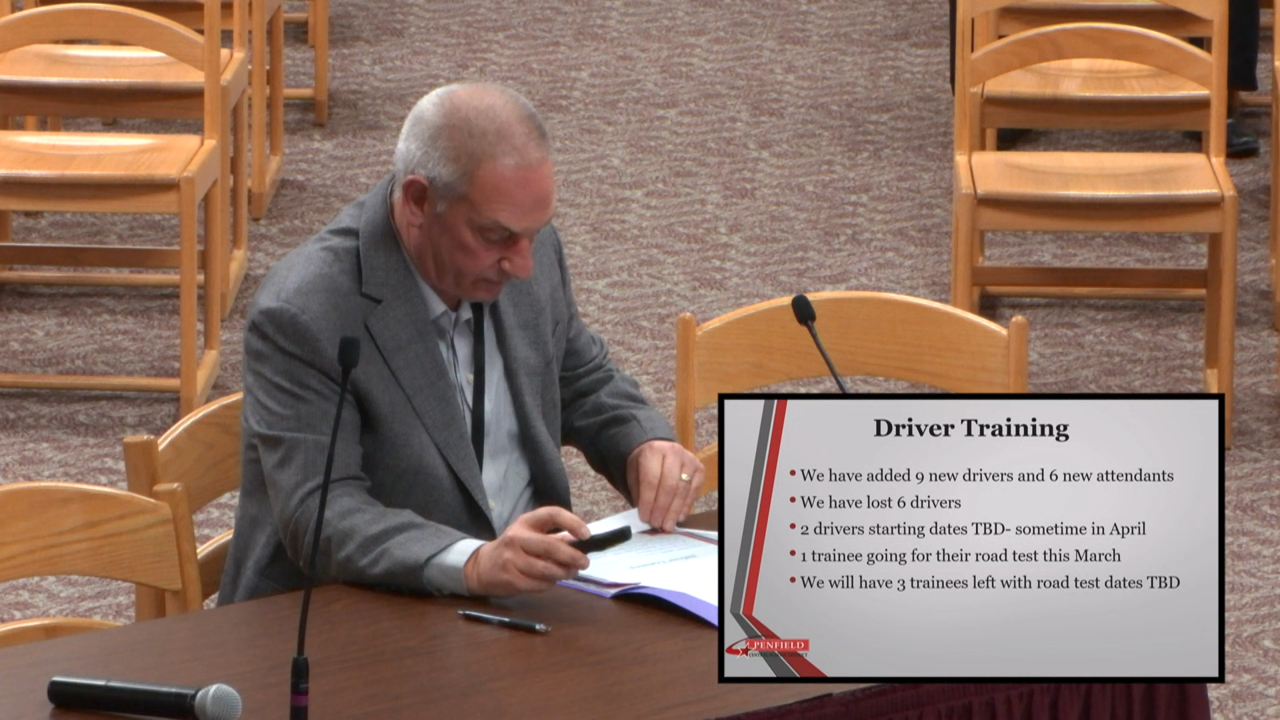 Driver Training
• We have added 9 new drivers and 6 new attendants
• We have lost 6 drivers
• 2 drivers starting dates TBD- sometime in April
• 1 trainee going for their road test this March
• We will have 3 trainees left with road test dates TBD
PENFIELD